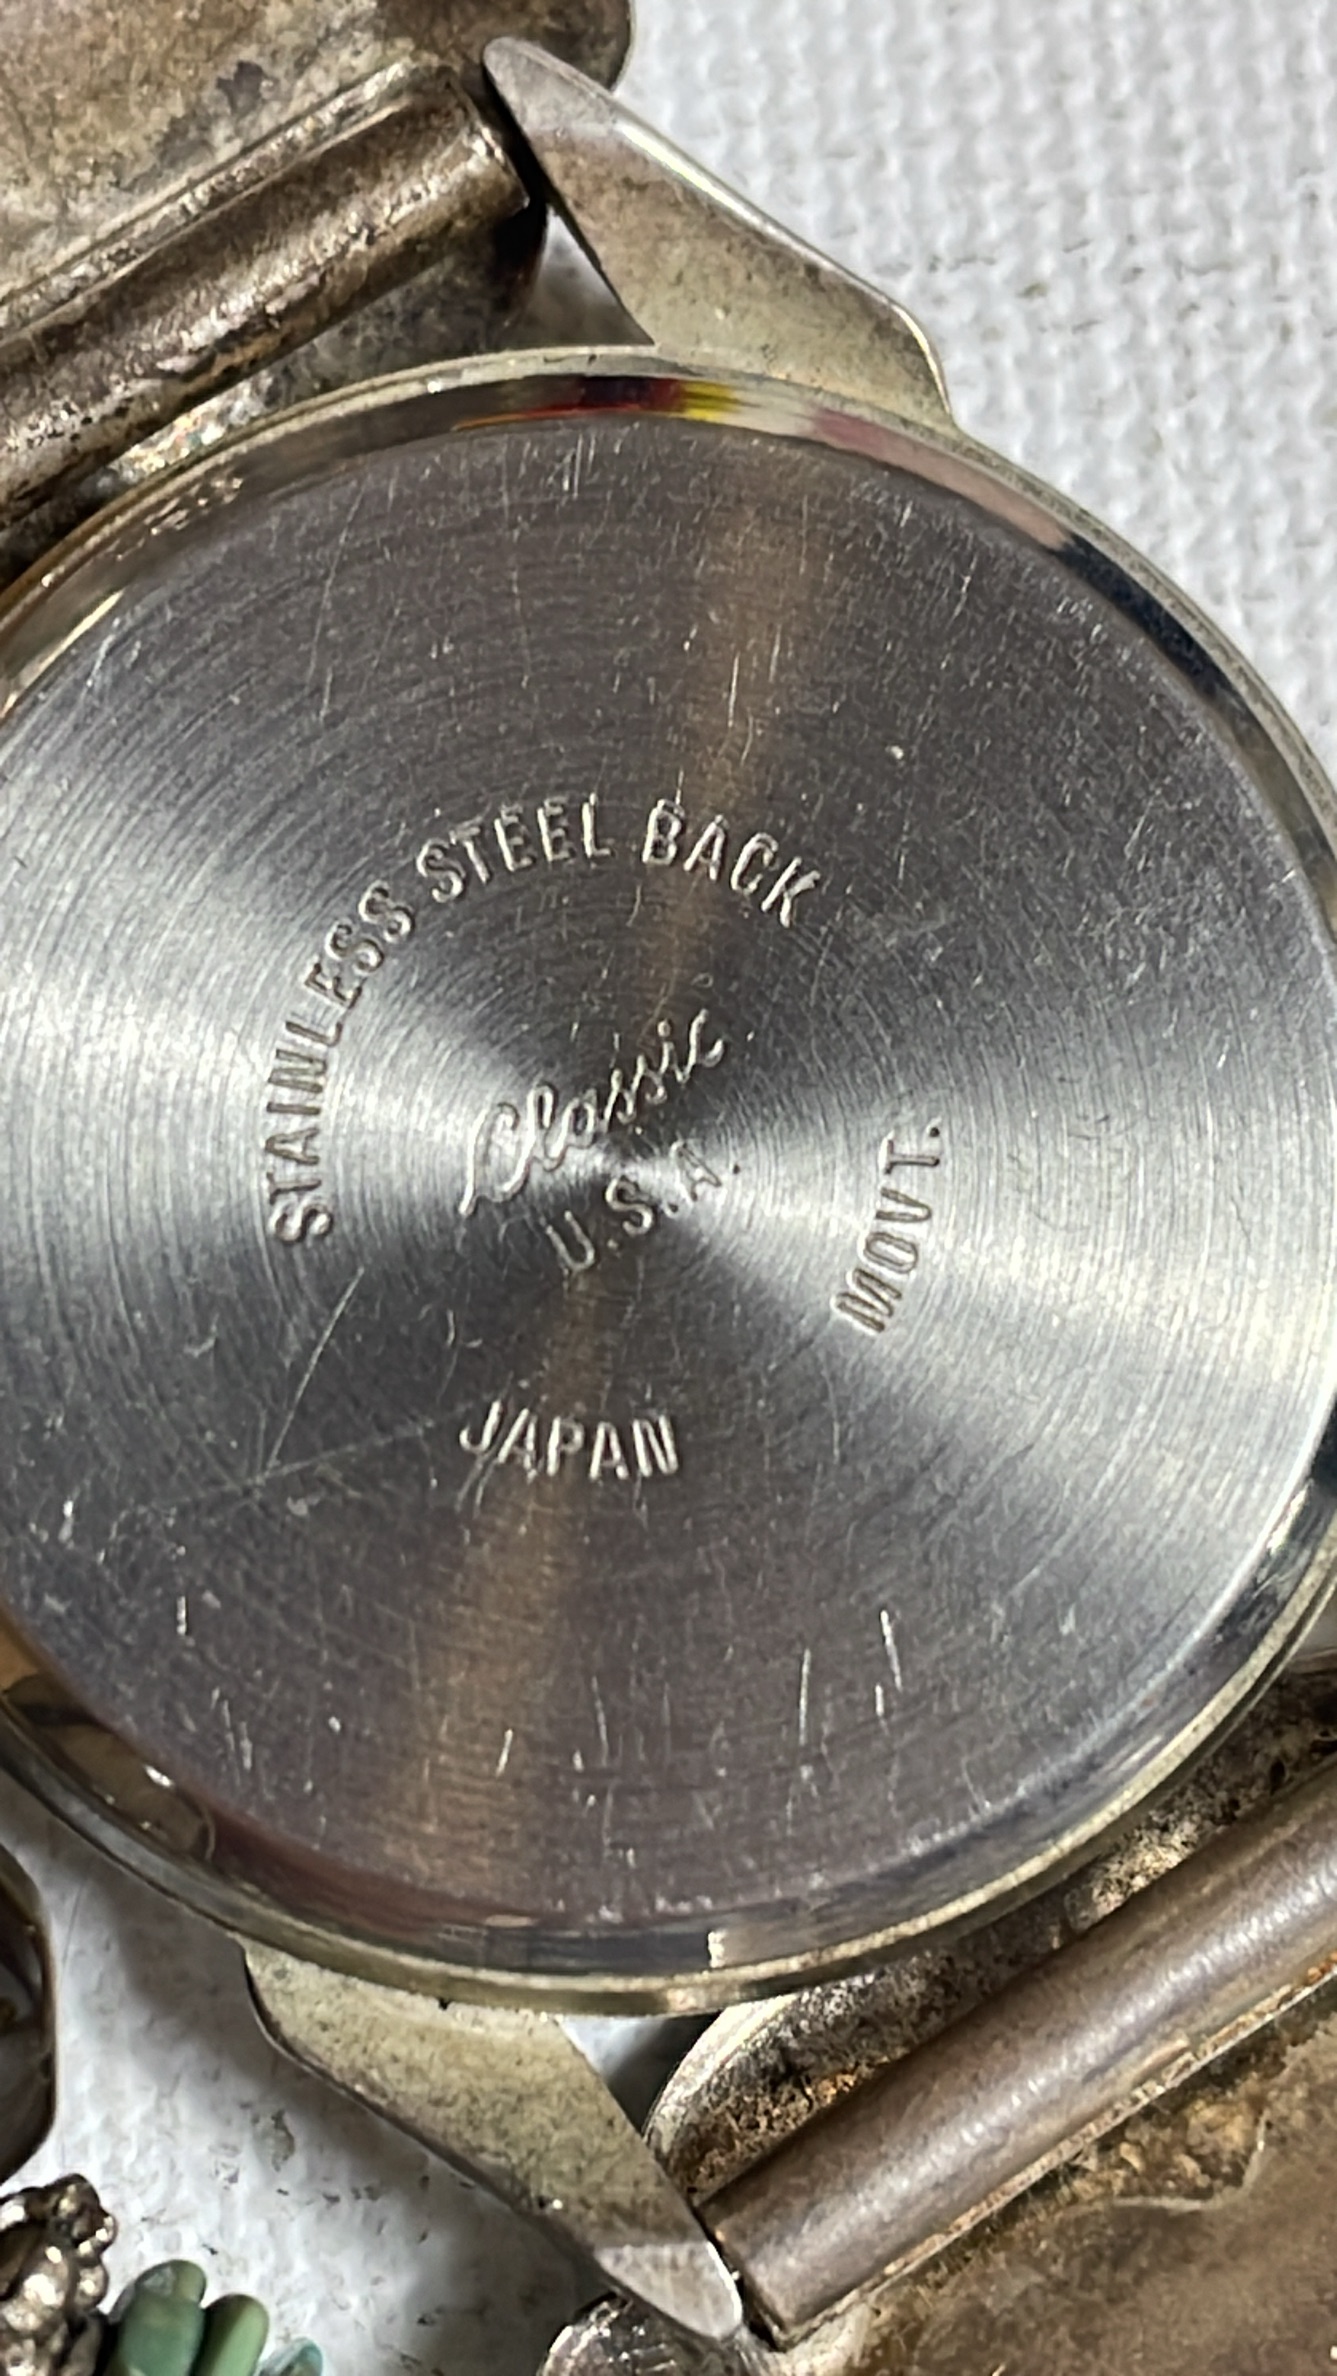 STAINLESS STEEL BACK
Classic
U.S.A.
JAPAN
MOVT.